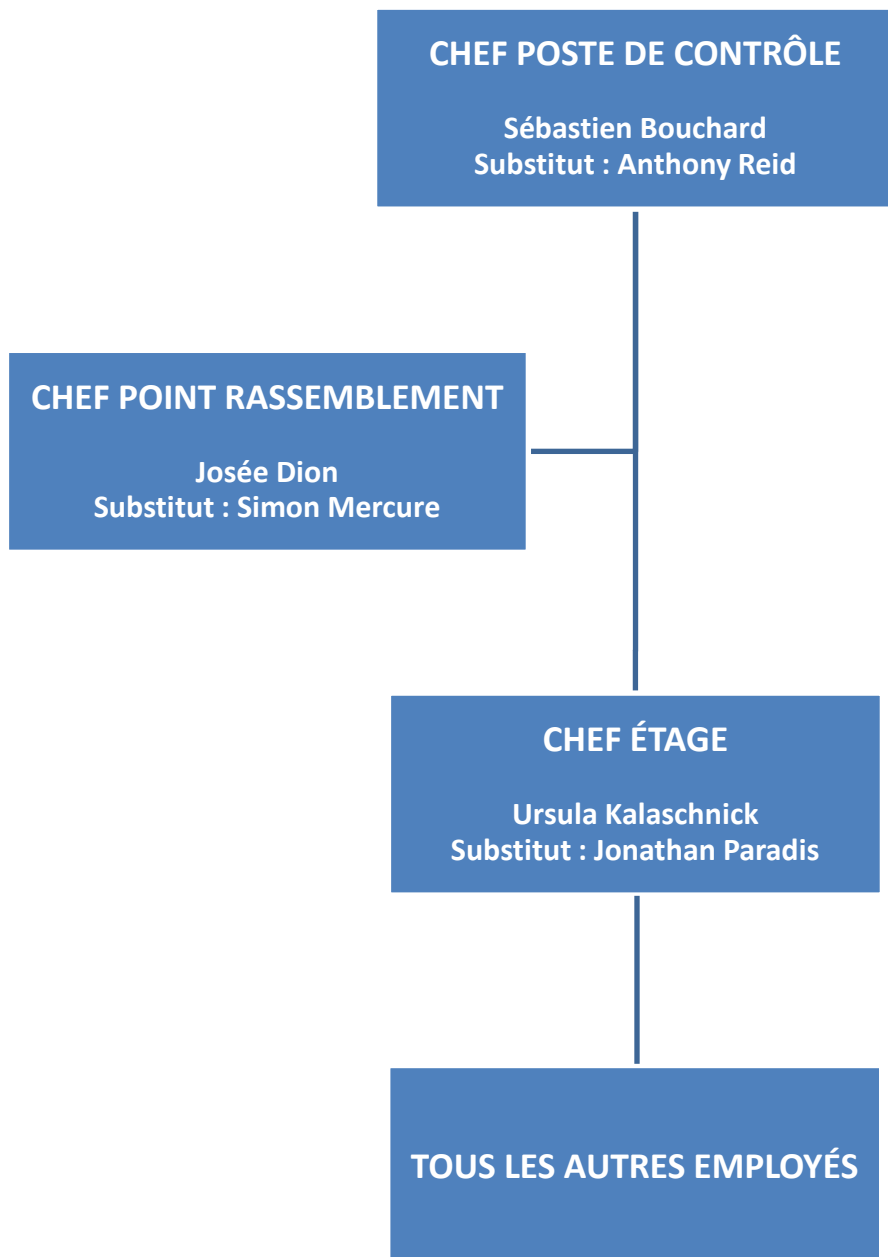 CHEF POSTE DE CONTRÔLE
Sébastien Bouchard
Substitut : Anthony Reid
CHEF POINT RASSEMBLEMENT
Josée Dion
Substitut : Simon Mercure
CHEF ÉTAGE
Ursula Kalaschnick
Substitut : Jonathan Paradis
TOUS LES AUTRES EMPLOYÉS